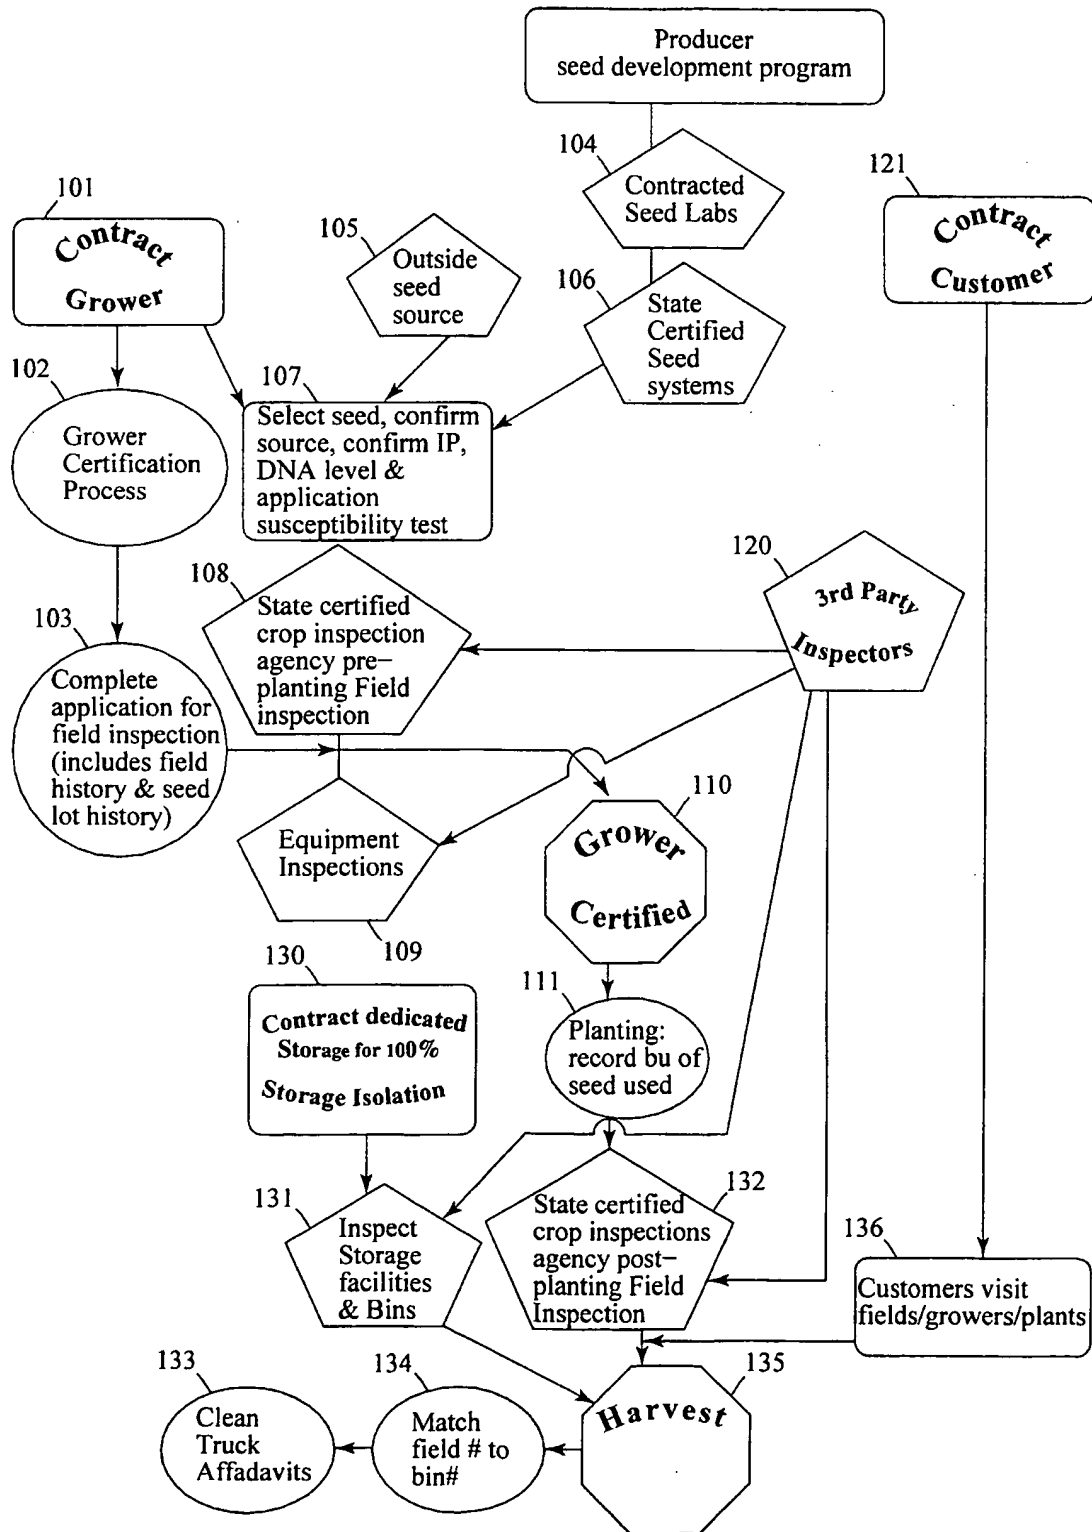 Producer
seed development program
104
Contracted
Seed Labs
121
Contract
Customer
101
Contract
Grower
105
Outside
seed
source
106
State
Certified
Seed
systems
102
Grower
Certification
Process
107
Select seed, confirm
source, confirm IP,
DNA level &
application
susceptibility test
108
State certified
crop inspection
agency pre–
planting Field
inspection
120
3rd Party
Inspectors
103
Complete
application for
field inspection
(includes field
history & seed
lot history)
Equipment
Inspections
109
110
Grower
Certified
130
Contract dedicated
Storage for 100%
Storage Isolation
111
Planting:
record bu of
seed used
131
Inspect
Storage
facilities
& Bins
132
State certified
crop inspections
agency post–
planting Field
Inspection
136
Customers visit
fields/growers/plants
133
Clean
Truck
Affadavits
134
Match
field # to
bin#
135
Harvest